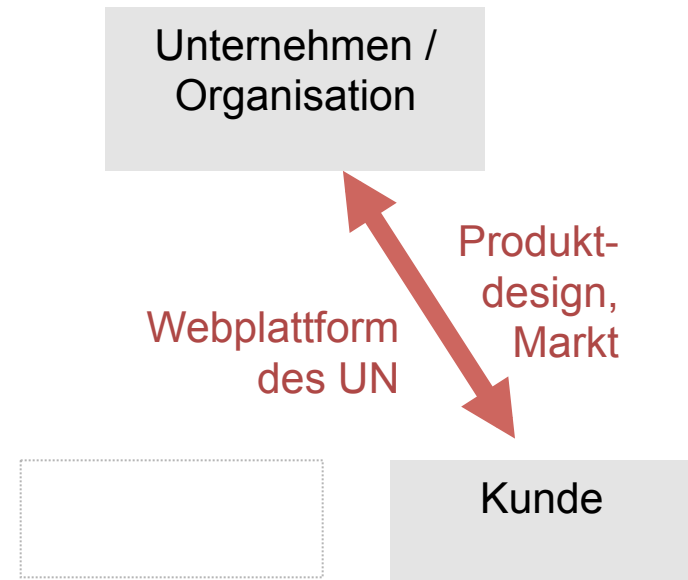 Unternehmen /
Organisation
Produkt-
design,
Markt
Webplattform
des UN
Kunde